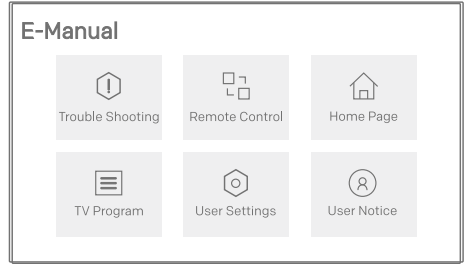 E-Manual
Trouble Shooting
Remote Control
Home Page
TV Program
User Settings
User Notice